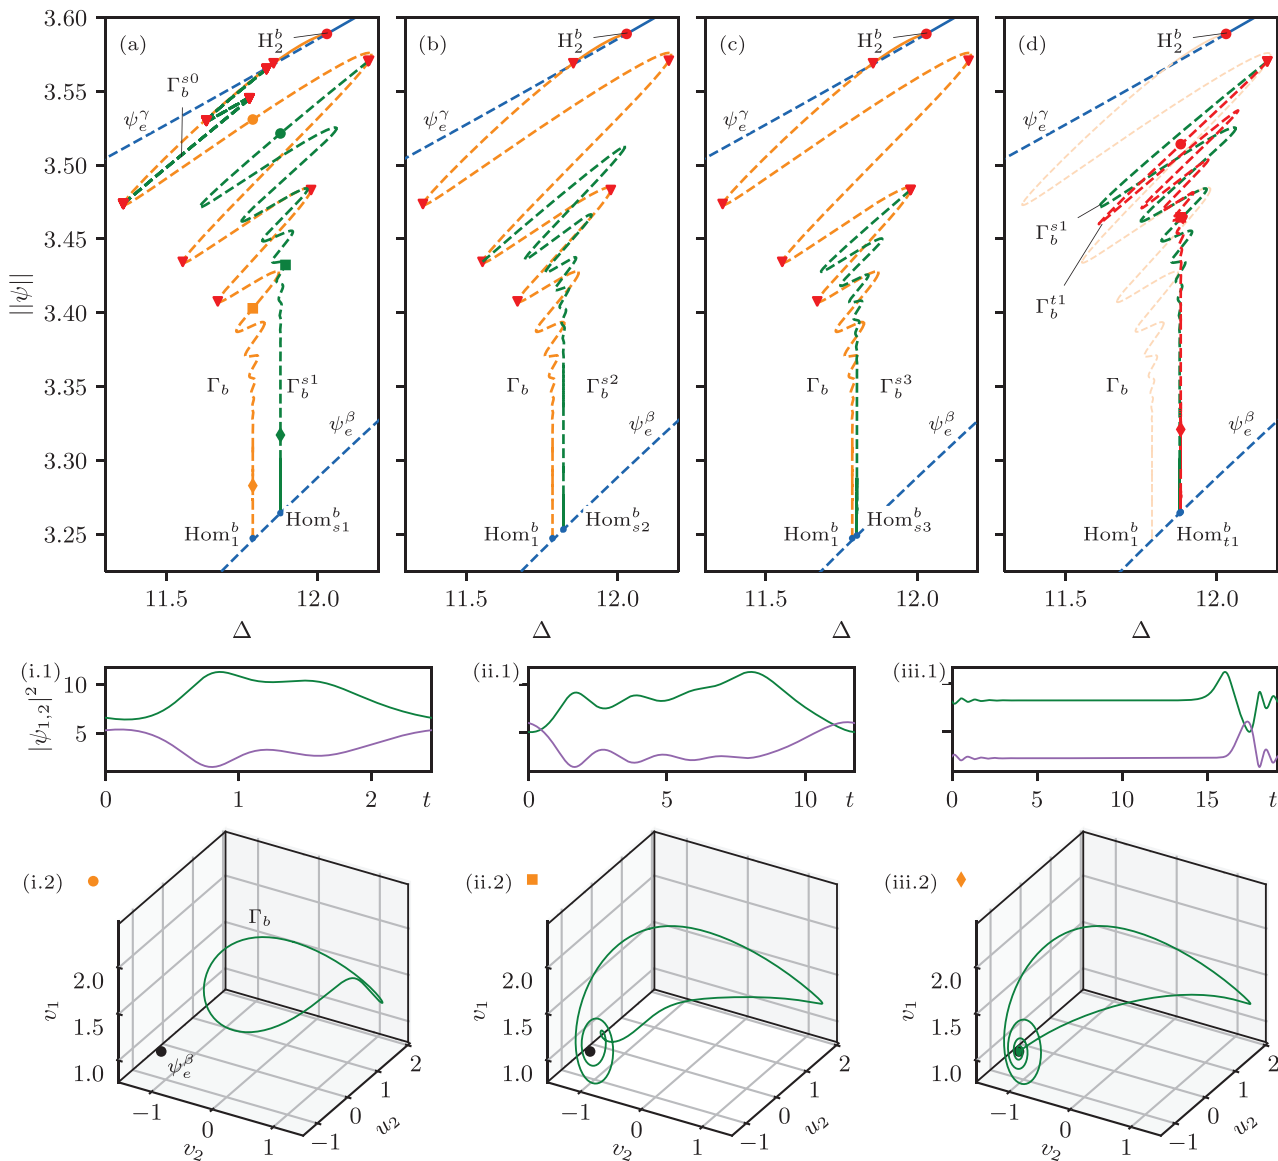 (a) H₂ᵇ (b) H₂ᵇ (c) H₂ᵇ (d) H₂ᵇ
3.60
3.55
3.50
3.45
3.40
3.35
3.30
3.25
||ψ||
Γ_b^{s0}
ψ_e^γ ψ_e^γ ψ_e^γ ψ_e^γ
Γ_b^{s1}
Γ_b^{t1}
Γ_b Γ_b^{s1} Γ_b Γ_b^{s2} Γ_b Γ_b^{s3} Γ_b
ψ_e^β ψ_e^β ψ_e^β ψ_e^β
Hom₁ᵇ Hom_{s1}^b Hom₁ᵇ Hom_{s2}^b Hom₁ᵇ Hom_{s3}^b Hom₁ᵇ Hom_{t1}^b
11.5 12.0 11.5 12.0 11.5 12.0 11.5 12.0
Δ Δ Δ Δ
(i.1) (ii.1) (iii.1)
10
5
|ψ_{1,2}|²
0 1 2 t 0 5 10 t 0 5 10 15 t
(i.2) (ii.2) (iii.2)
Γ_b
ψ_e^β
2.0 2.0 2.0
1.5 1.5 1.5
1.0 1.0 1.0
v₁ v₁ v₁
−1 0 1 −1 0 1 −1 0 1
v₂ v₂ v₂
−1 0 1 2 −1 0 1 2 −1 0 1 2
u₂ u₂ u₂